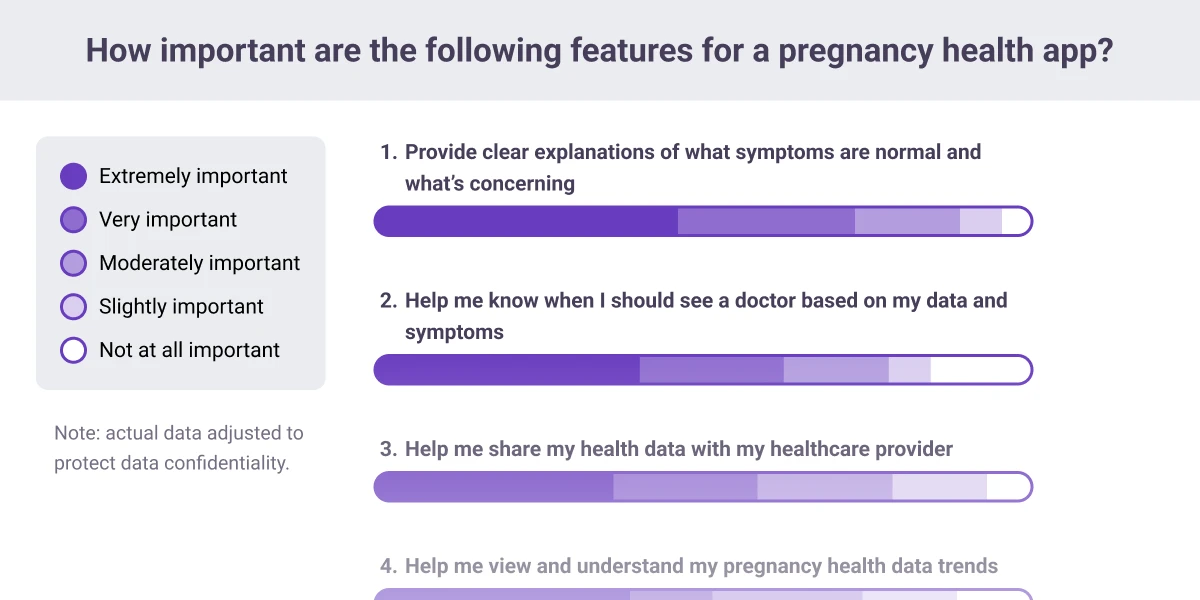 How important are the following features for a pregnancy health app?
Extremely important
Very important
Moderately important
Slightly important
Not at all important
Note: actual data adjusted to
protect data confidentiality.
1. Provide clear explanations of what symptoms are normal and
what’s concerning
2. Help me know when I should see a doctor based on my data and
symptoms
3. Help me share my health data with my healthcare provider
4. Help me view and understand my pregnancy health data trends